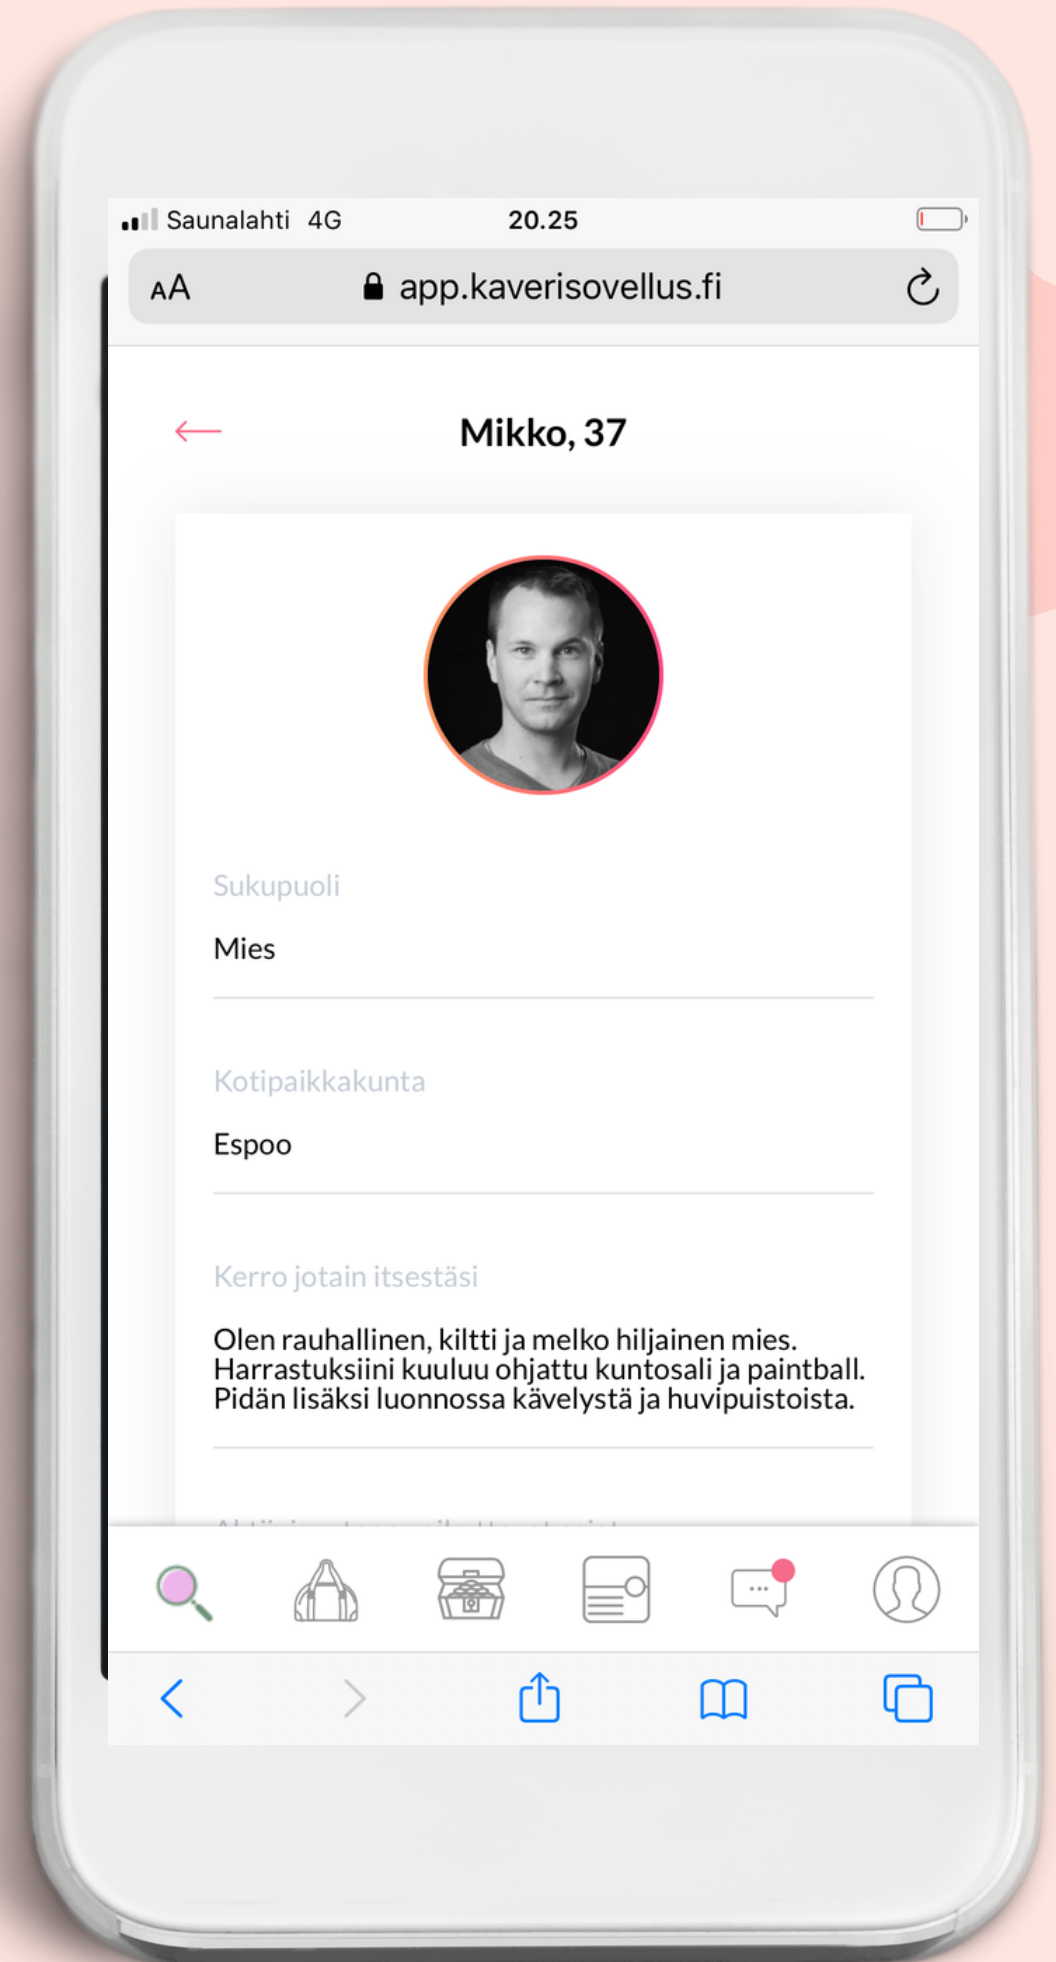 Saunalahti 4G 20.25
AA app.kaverisovellus.fi
Mikko, 37
Sukupuoli
Mies
Kotipaikkakunta
Espoo
Kerro jotain itsestäsi
Olen rauhallinen, kiltti ja melko hiljainen mies.
Harrastuksiini kuuluu ohjattu kuntosali ja paintball.
Pidän lisäksi luonnossa kävelystä ja huvipuistoista.